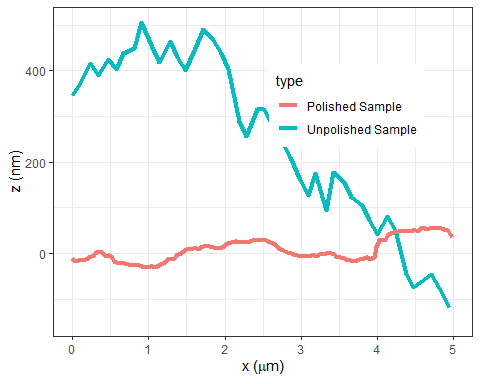 z (nm)
400
200
0
type
Polished Sample
Unpolished Sample
0 1 2 3 4 5
x (μm)